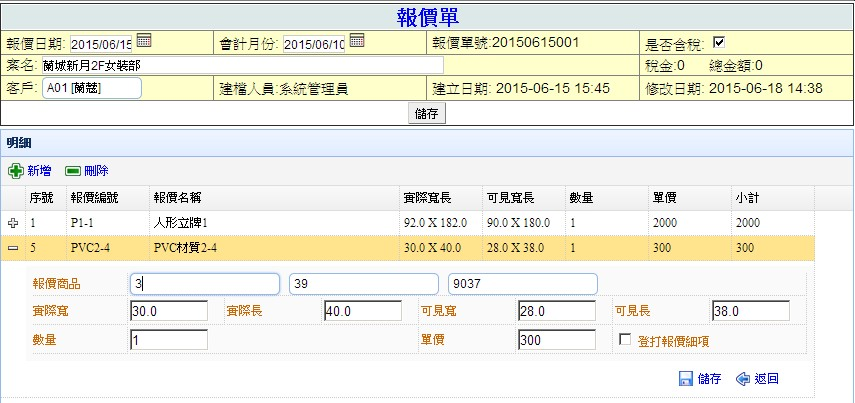 報價單
報價日期: 2015/06/15 會計月份: 2015/06/10 報價單號:20150615001 是否含稅:
案名: 蘭城新月2F女裝部 稅金:0 總金額:0
客戶: A01 [蘭蔻] 建檔人員:系統管理員 建立日期: 2015-06-15 15:45 修改日期: 2015-06-18 14:38
儲存
明細
新增 刪除
序號 報價編號 報價名稱 實際寬長 可見寬長 數量 單價 小計
1 P1-1 人形立牌1 92.0 X 182.0 90.0 X 180.0 1 2000 2000
5 PVC2-4 PVC材質2-4 30.0 X 40.0 28.0 X 38.0 1 300 300
報價商品 3 39 9037
實際寬 30.0 實際長 40.0 可見寬 28.0 可見長 38.0
數量 1 單價 300 登打報價細項
儲存 返回